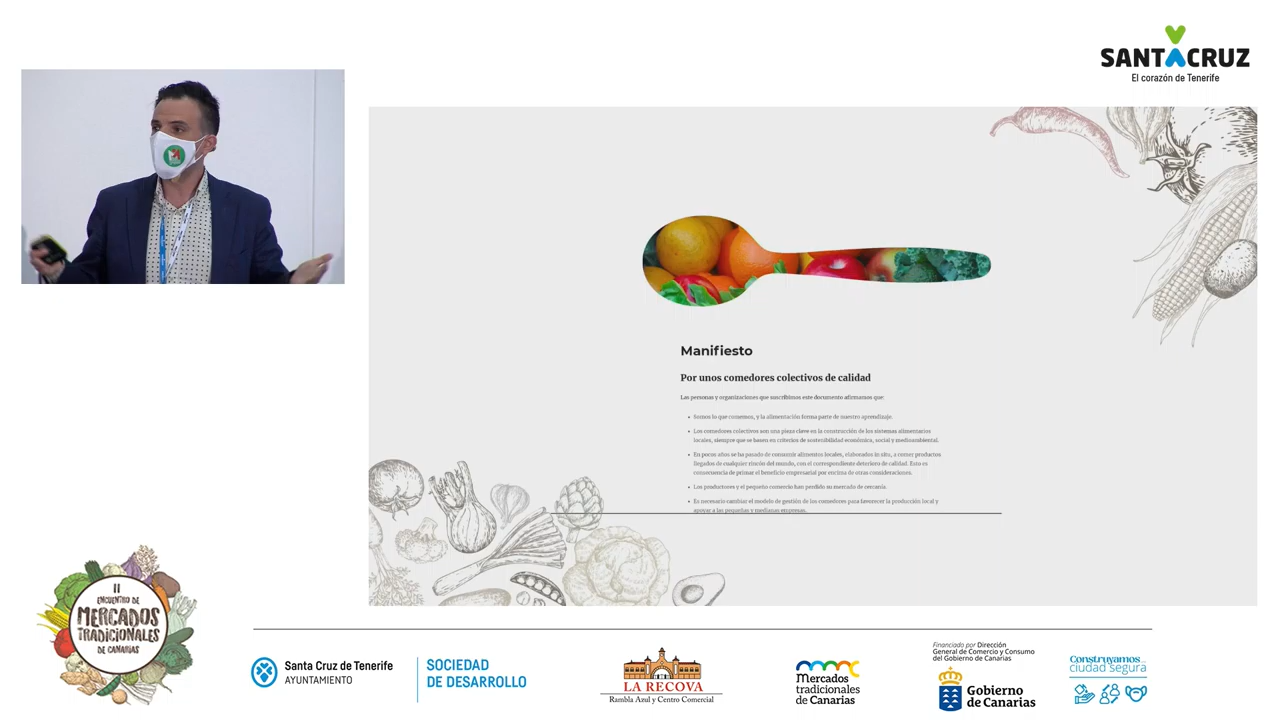 SANTACRUZ
El corazón de Tenerife
Manifiesto
Por unos comedores colectivos de calidad
Las personas y organizaciones que suscribimos este documento afirmamos que:
Somos lo que comemos, y la alimentación forma parte de nuestro aprendizaje.
Los comedores colectivos son una pieza clave en la construcción de los sistemas alimentarios
locales, siempre que se basen en criterios de sostenibilidad económica, social y medioambiental.
En pocos años se ha pasado de consumir alimentos locales, elaborados in situ, a comer productos
llegados de cualquier rincón del mundo, con el correspondiente deterioro de calidad. Esto es
consecuencia de primar el beneficio empresarial por encima de otras consideraciones.
Los productores y el pequeño comercio han perdido su mercado de cercanía.
Es necesario cambiar el modelo de gestión de los comedores para favorecer la producción local y
apoyar a las pequeñas y medianas empresas.
II
ENCUENTRO DE
MERCADOS
TRADICIONALES
DE CANARIAS
Santa Cruz de Tenerife
AYUNTAMIENTO
SOCIEDAD
DE DESARROLLO
LA RECOVA
Rambla Azul y Centro Comercial
Mercados
tradicionales
de Canarias
Financiado por Dirección
General de Comercio y Consumo
del Gobierno de Canarias
Gobierno
de Canarias
Construyamos
ciudad segura